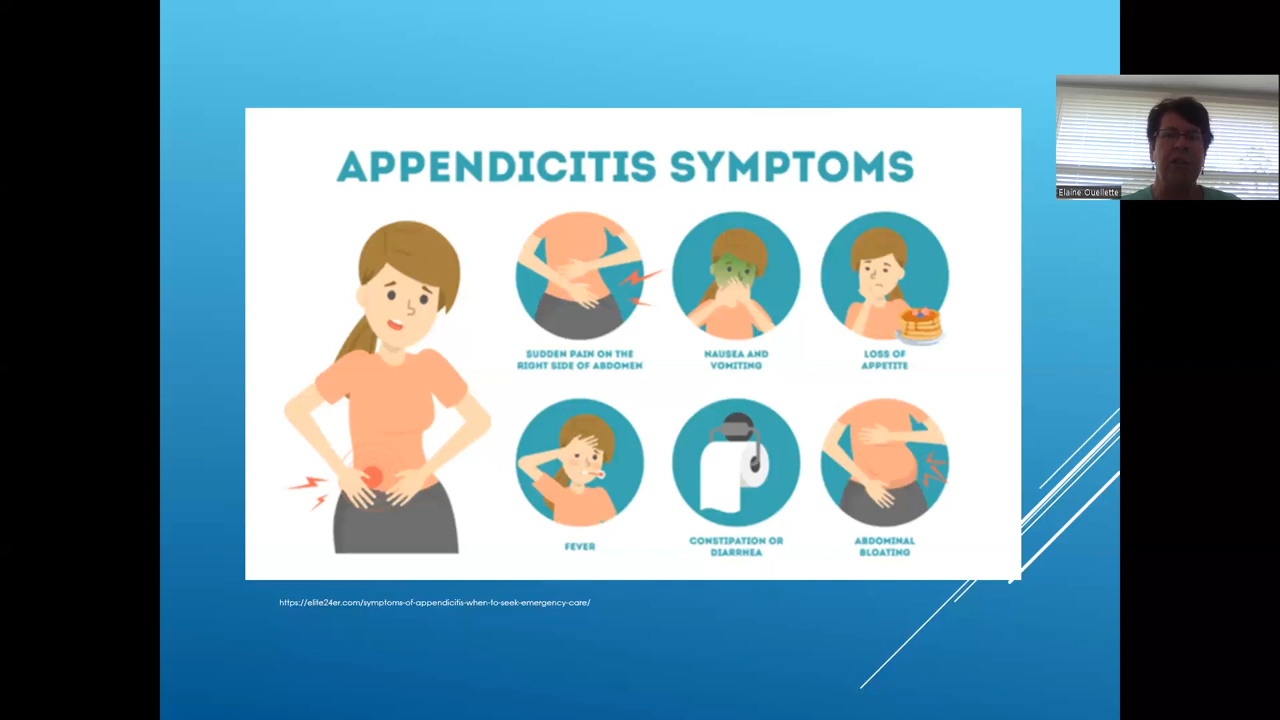 APPENDICITIS SYMPTOMS
SUDDEN PAIN ON THE
RIGHT SIDE OF ABDOMEN
NAUSEA AND
VOMITING
LOSS OF
APPETITE
FEVER
CONSTIPATION OR
DIARRHEA
ABDOMINAL
BLOATING
https://elite24er.com/symptoms-of-appendicitis-when-to-seek-emergency-care/
Elaine Ouellette